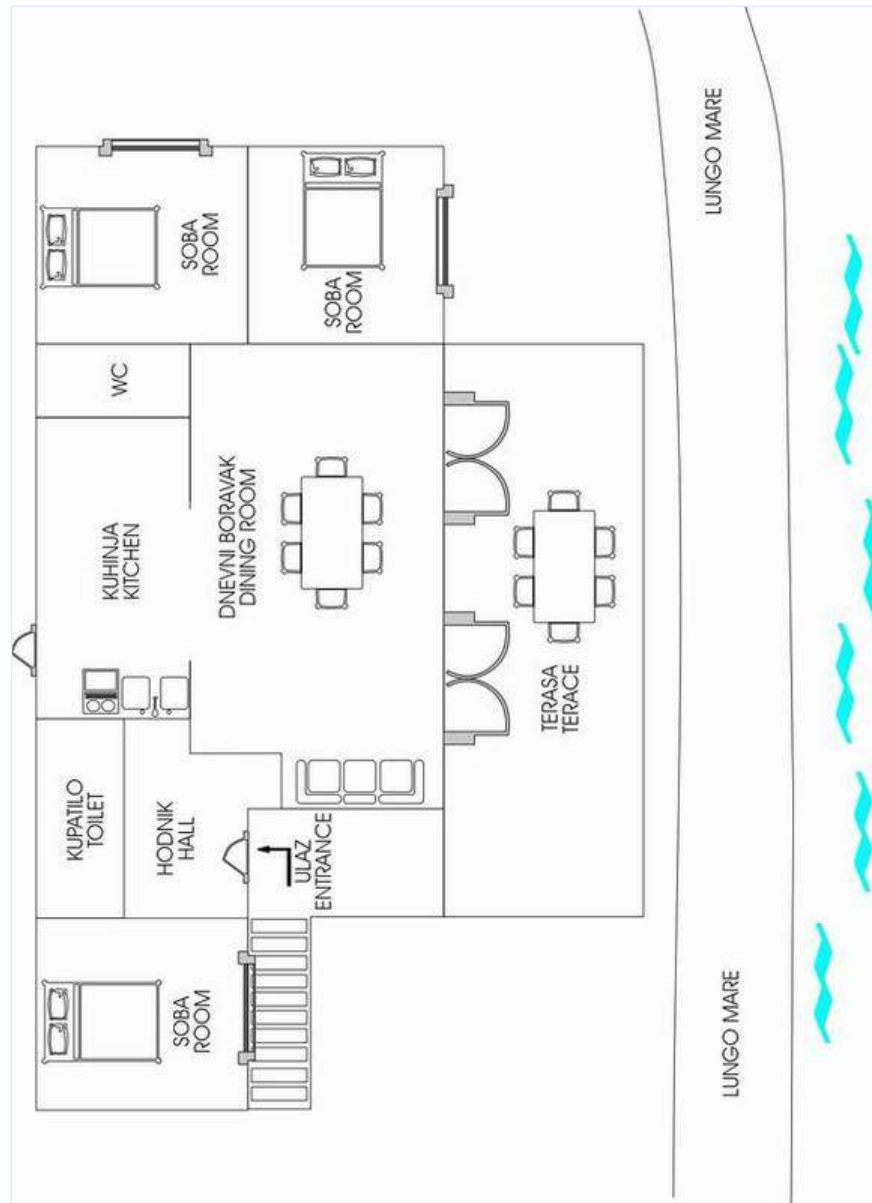 LUNGO MARE
SOBA
ROOM
SOBA
ROOM
WC
KUHINJA
KITCHEN
DNEVNI BORAVAK
DINING ROOM
TERASA
TERACE
KUPATILO
TOILET
HODNIK
HALL
ULAZ
ENTRANCE
SOBA
ROOM
LUNGO MARE